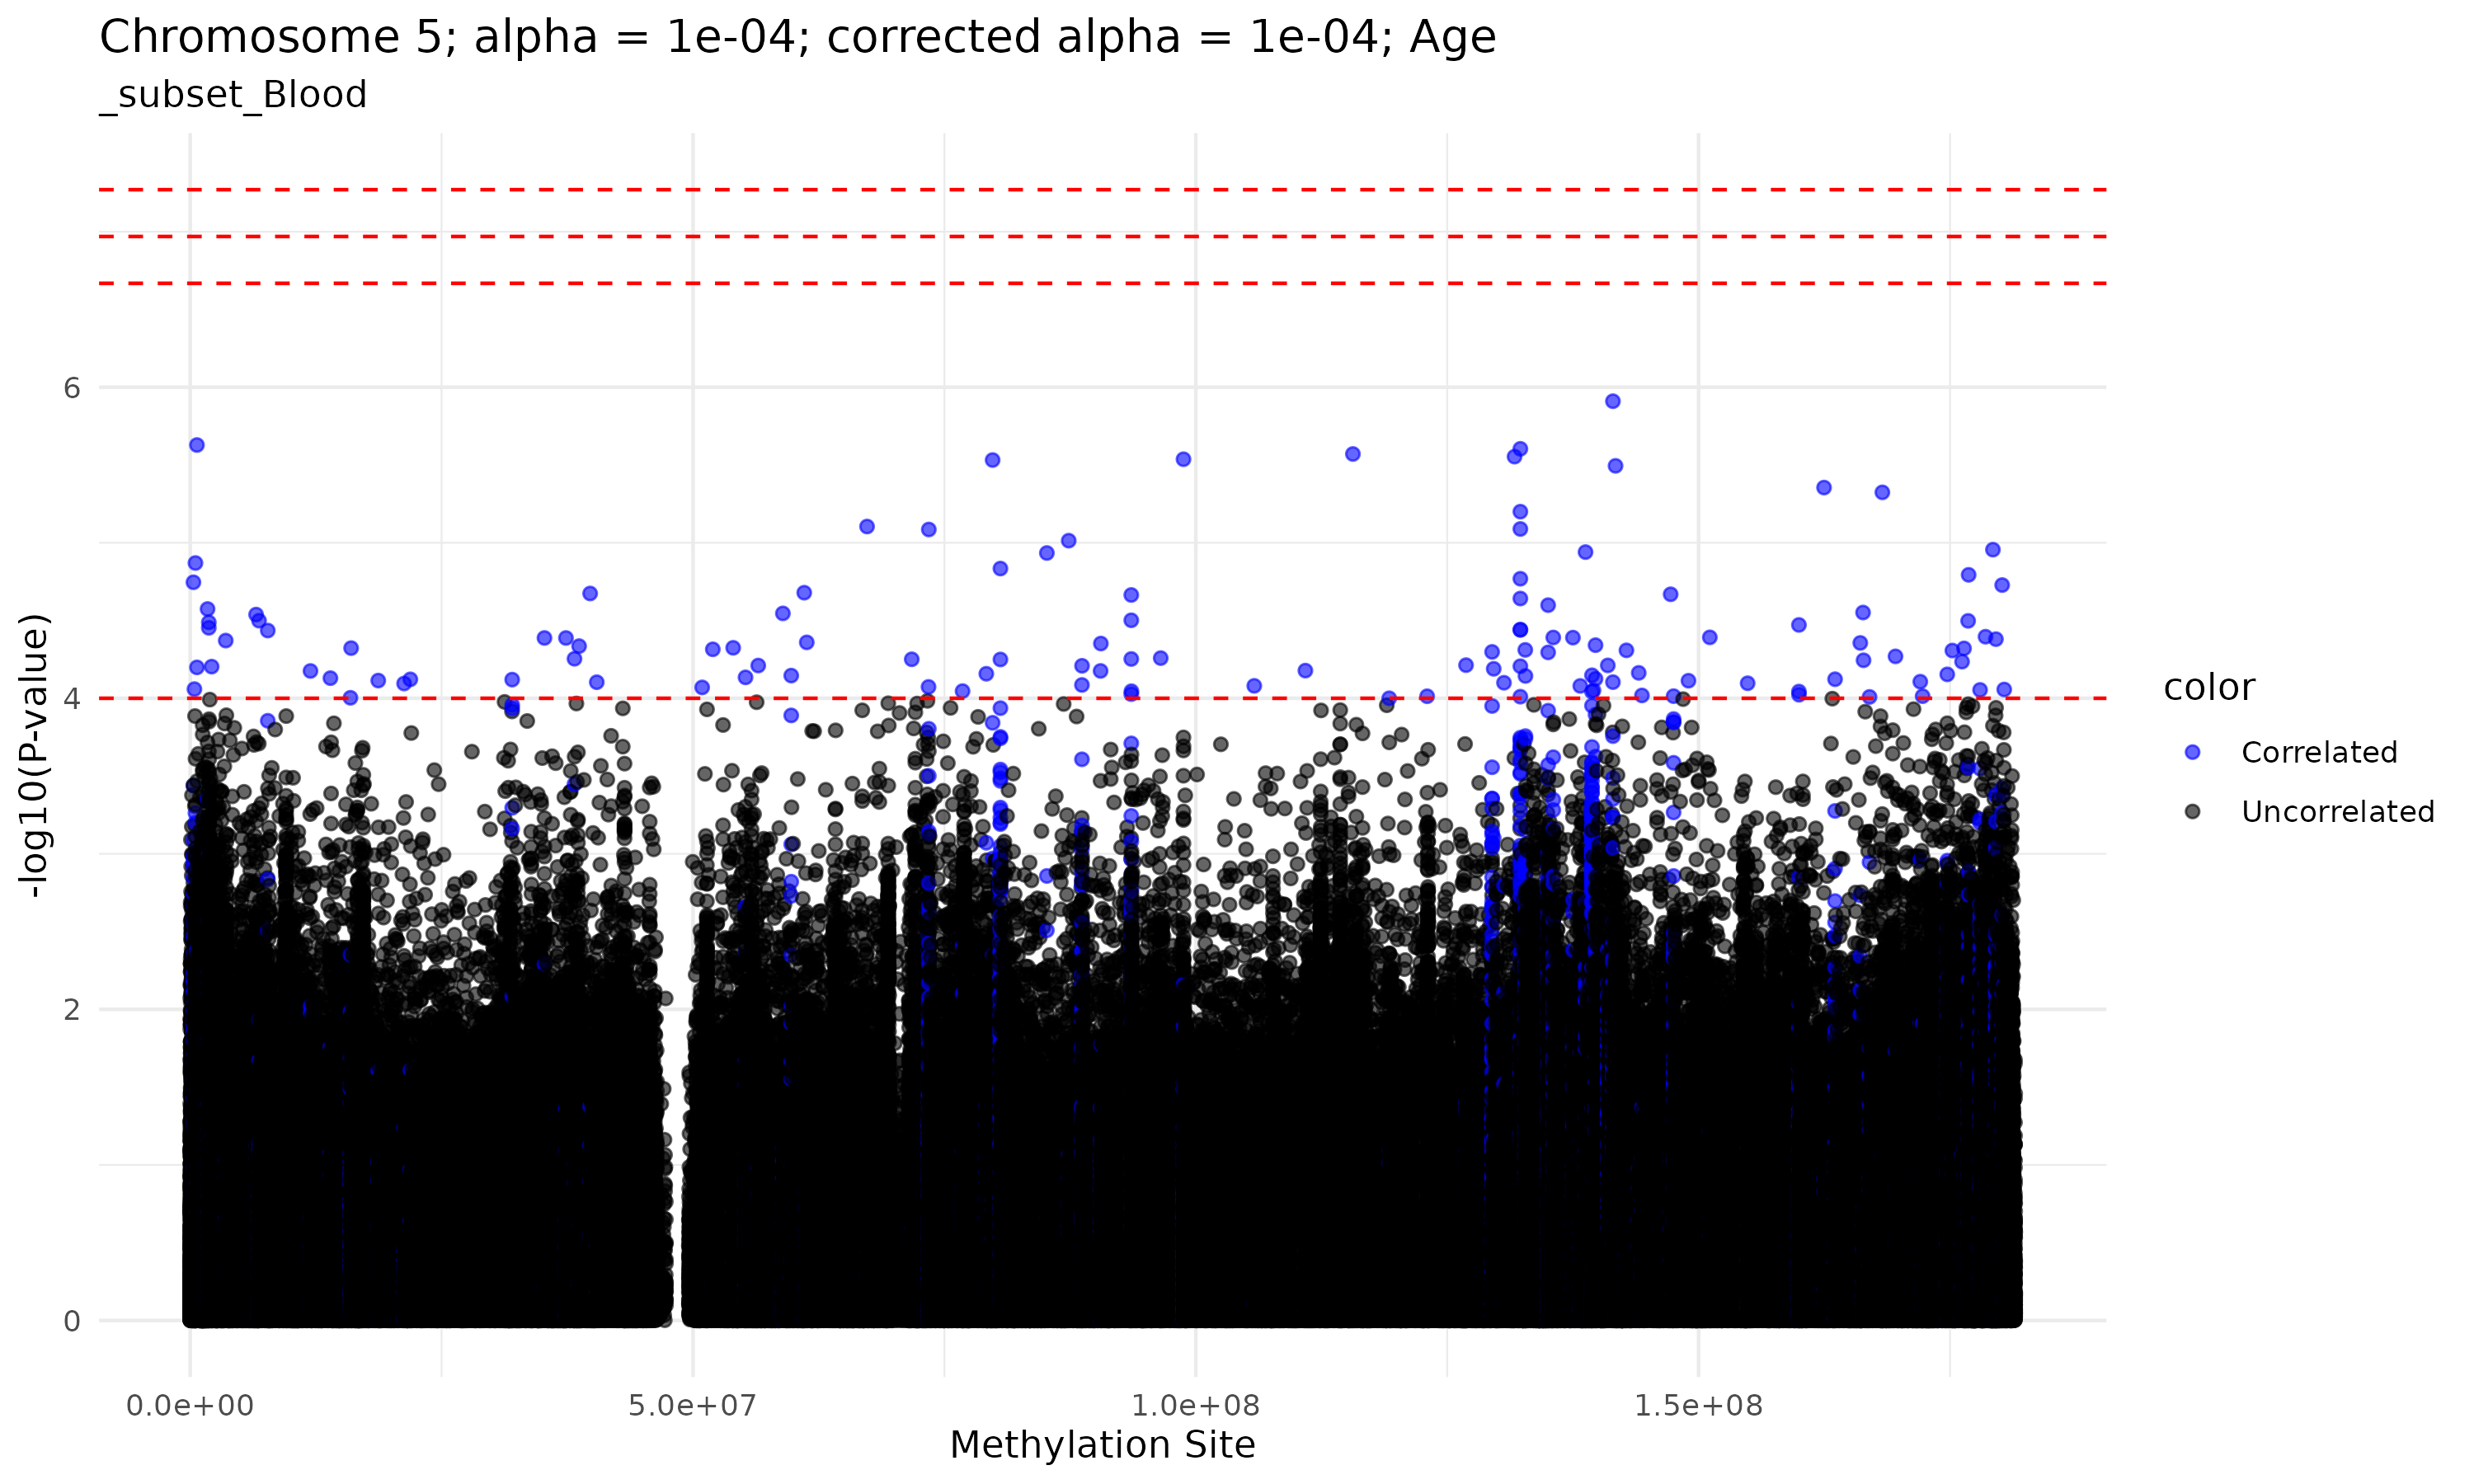 Chromosome 5; alpha = 1e-04; corrected alpha = 1e-04; Age
_subset_Blood
-log10(P-value)
6
4
2
0
0.0e+00
5.0e+07
1.0e+08
1.5e+08
Methylation Site
color
Correlated
Uncorrelated